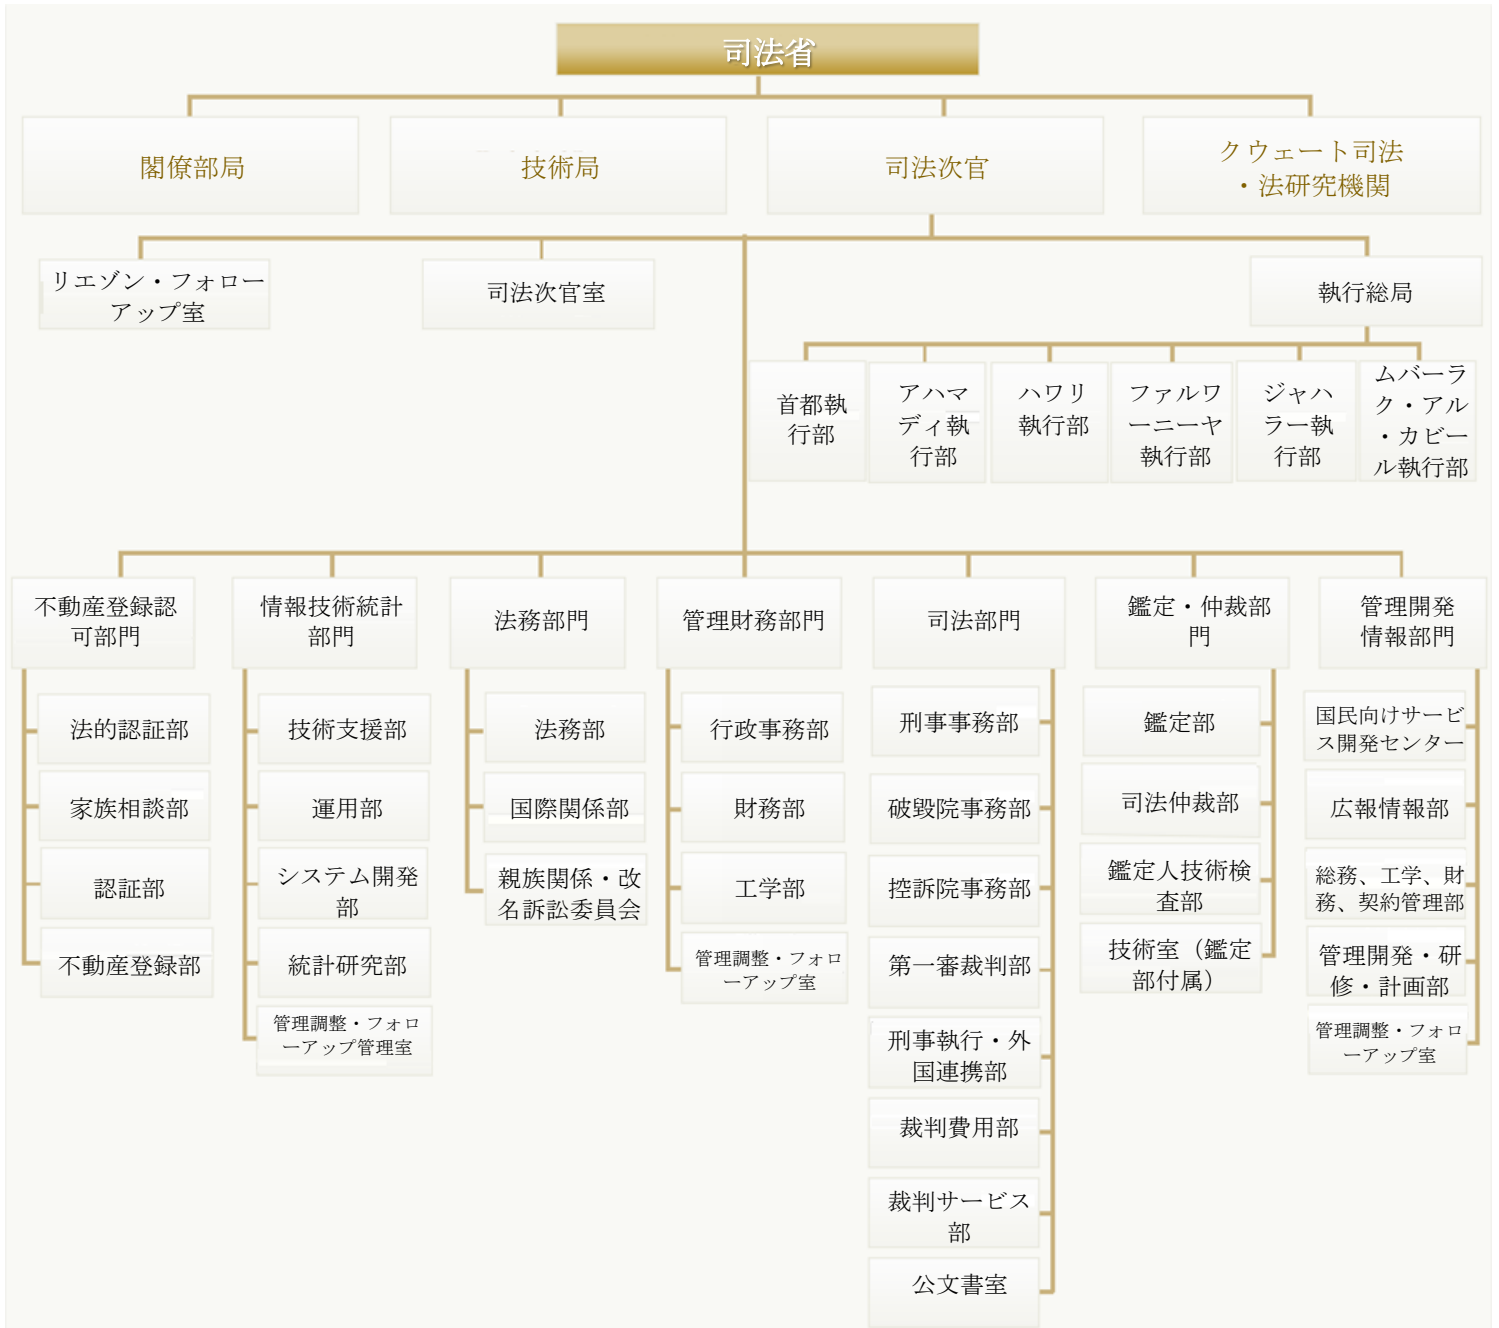 司法省
閣僚部局
技術局
司法次官
クウェート司法
・法研究機関
リエゾン・フォロー
アップ室
司法次官室
執行総局
首都執
行部
アハマ
ディ執
行部
ハワリ
執行部
ファルワ
ーニーヤ
執行部
ジャハ
ラー執
行部
ムバーラ
ク・アル
・カビー
ル執行部
不動産登録認
可部門
情報技術統計
部門
法務部門
管理財務部門
司法部門
鑑定・仲裁部
門
管理開発
情報部門
法的認証部
家族相談部
認証部
不動産登録部
技術支援部
運用部
システム開発
部
統計研究部
管理調整・フォロ
ーアップ管理室
法務部
国際関係部
親族関係・改
名訴訟委員会
行政事務部
財務部
工学部
管理調整・フォロ
ーアップ室
刑事事務部
破毀院事務部
控訴院事務部
第一審裁判部
刑事執行・外
国連携部
裁判費用部
裁判サービス
部
公文書室
鑑定部
司法仲裁部
鑑定人技術検
査部
技術室（鑑定
部付属）
国民向けサービ
ス開発センター
広報情報部
総務、工学、財
務、契約管理部
管理開発・研
修・計画部
管理調整・フォロ
ーアップ室